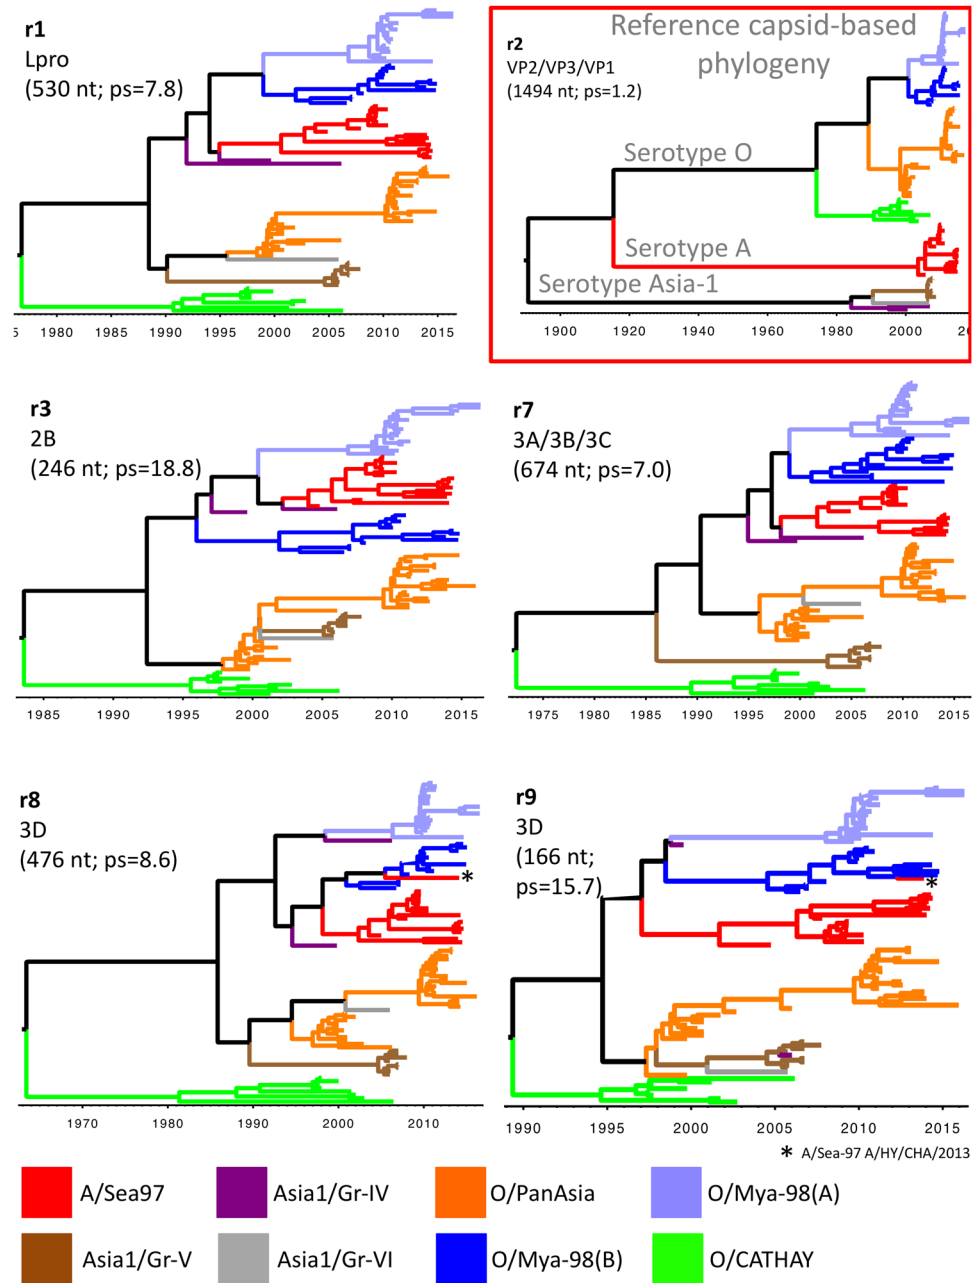 r1
Lpro
(530 nt; ps=7.8)
1980 1985 1990 1995 2000 2005 2010 2015
Reference capsid-based
phylogeny
r2
VP2/VP3/VP1
(1494 nt; ps=1.2)
Serotype O
Serotype A
Serotype Asia-1
1900 1920 1940 1960 1980 2000
r3
2B
(246 nt; ps=18.8)
1985 1990 1995 2000 2005 2010 2015
r7
3A/3B/3C
(674 nt; ps=7.0)
1975 1980 1985 1990 1995 2000 2005 2010 2015
r8
3D
(476 nt; ps=8.6)
*
1970 1980 1990 2000 2010
r9
3D
(166 nt;
ps=15.7)
*
1990 1995 2000 2005 2010 2015
* A/Sea-97 A/HY/CHA/2013
A/Sea97 Asia1/Gr-IV O/PanAsia O/Mya-98(A)
Asia1/Gr-V Asia1/Gr-VI O/Mya-98(B) O/CATHAY